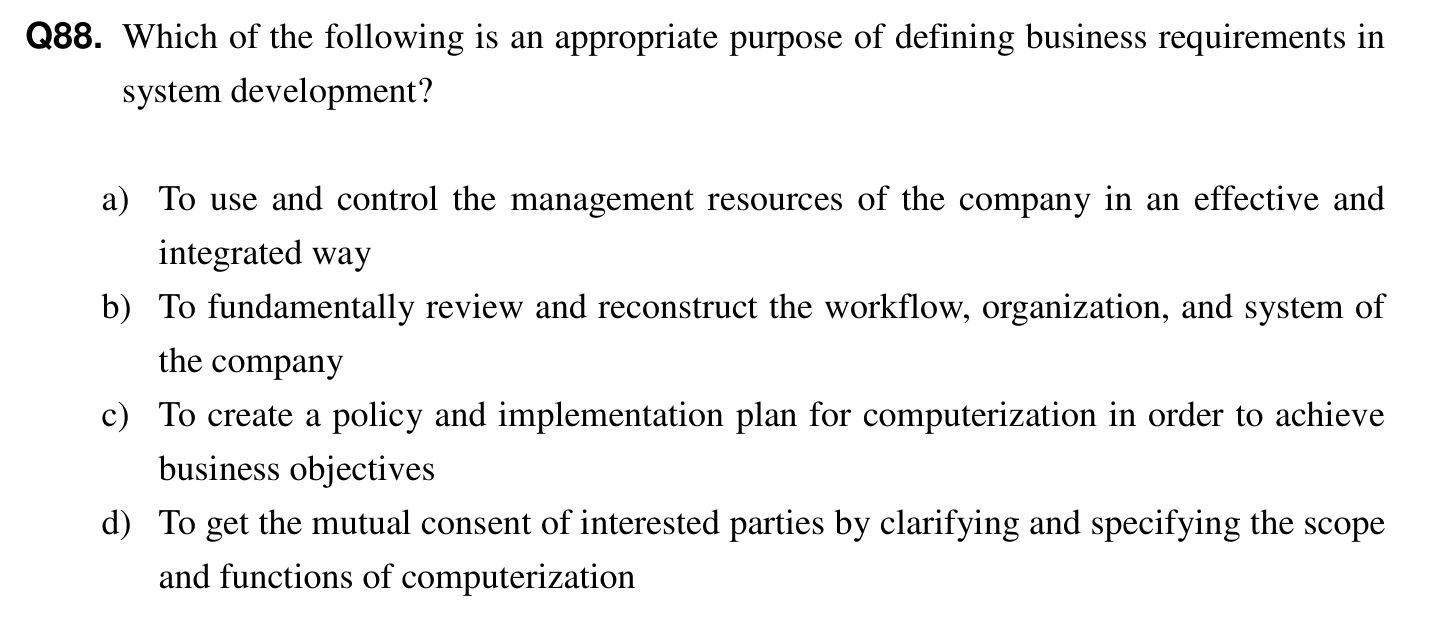 Q88. Which of the following is an appropriate purpose of defining business requirements in
system development?
a) To use and control the management resources of the company in an effective and
integrated way
b) To fundamentally review and reconstruct the workflow, organization, and system of
the company
c) To create a policy and implementation plan for computerization in order to achieve
business objectives
d) To get the mutual consent of interested parties by clarifying and specifying the scope
and functions of computerization